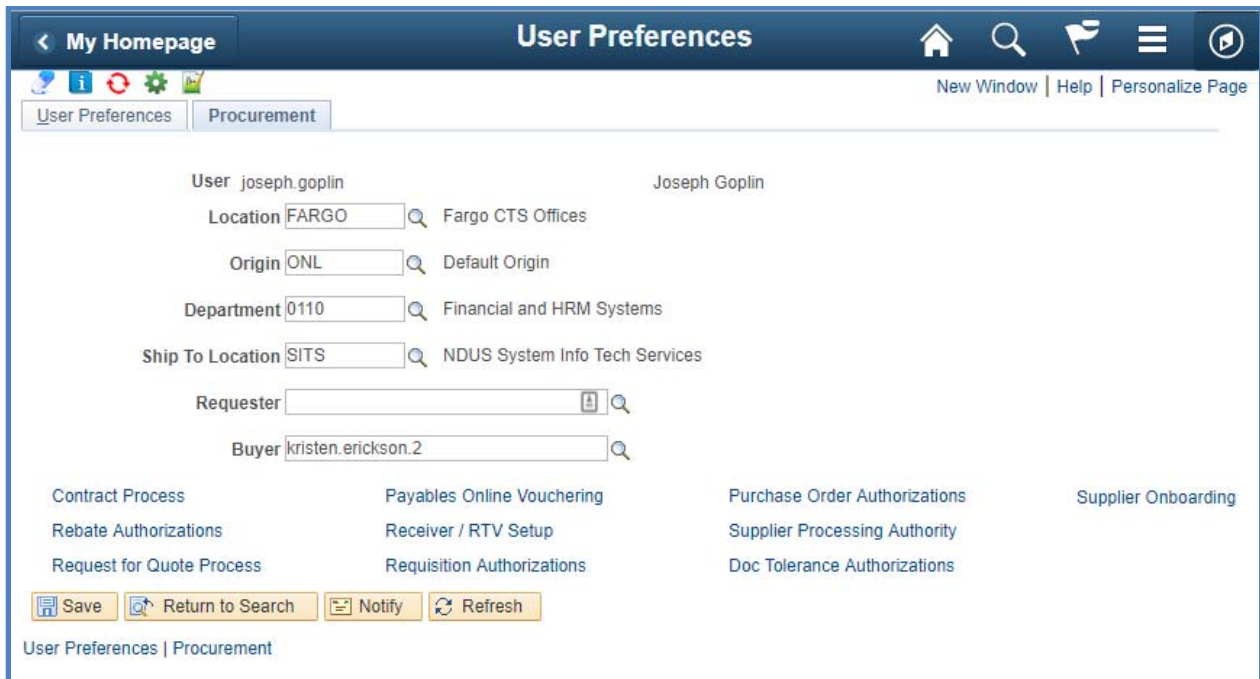 My Homepage User Preferences
New Window | Help | Personalize Page
User Preferences Procurement
User joseph.goplin Joseph Goplin
Location FARGO Fargo CTS Offices
Origin ONL Default Origin
Department 0110 Financial and HRM Systems
Ship To Location SITS NDUS System Info Tech Services
Requester
Buyer kristen.erickson.2
Contract Process Payables Online Vouchering Purchase Order Authorizations Supplier Onboarding
Rebate Authorizations Receiver / RTV Setup Supplier Processing Authority
Request for Quote Process Requisition Authorizations Doc Tolerance Authorizations
Save Return to Search Notify Refresh
User Preferences | Procurement